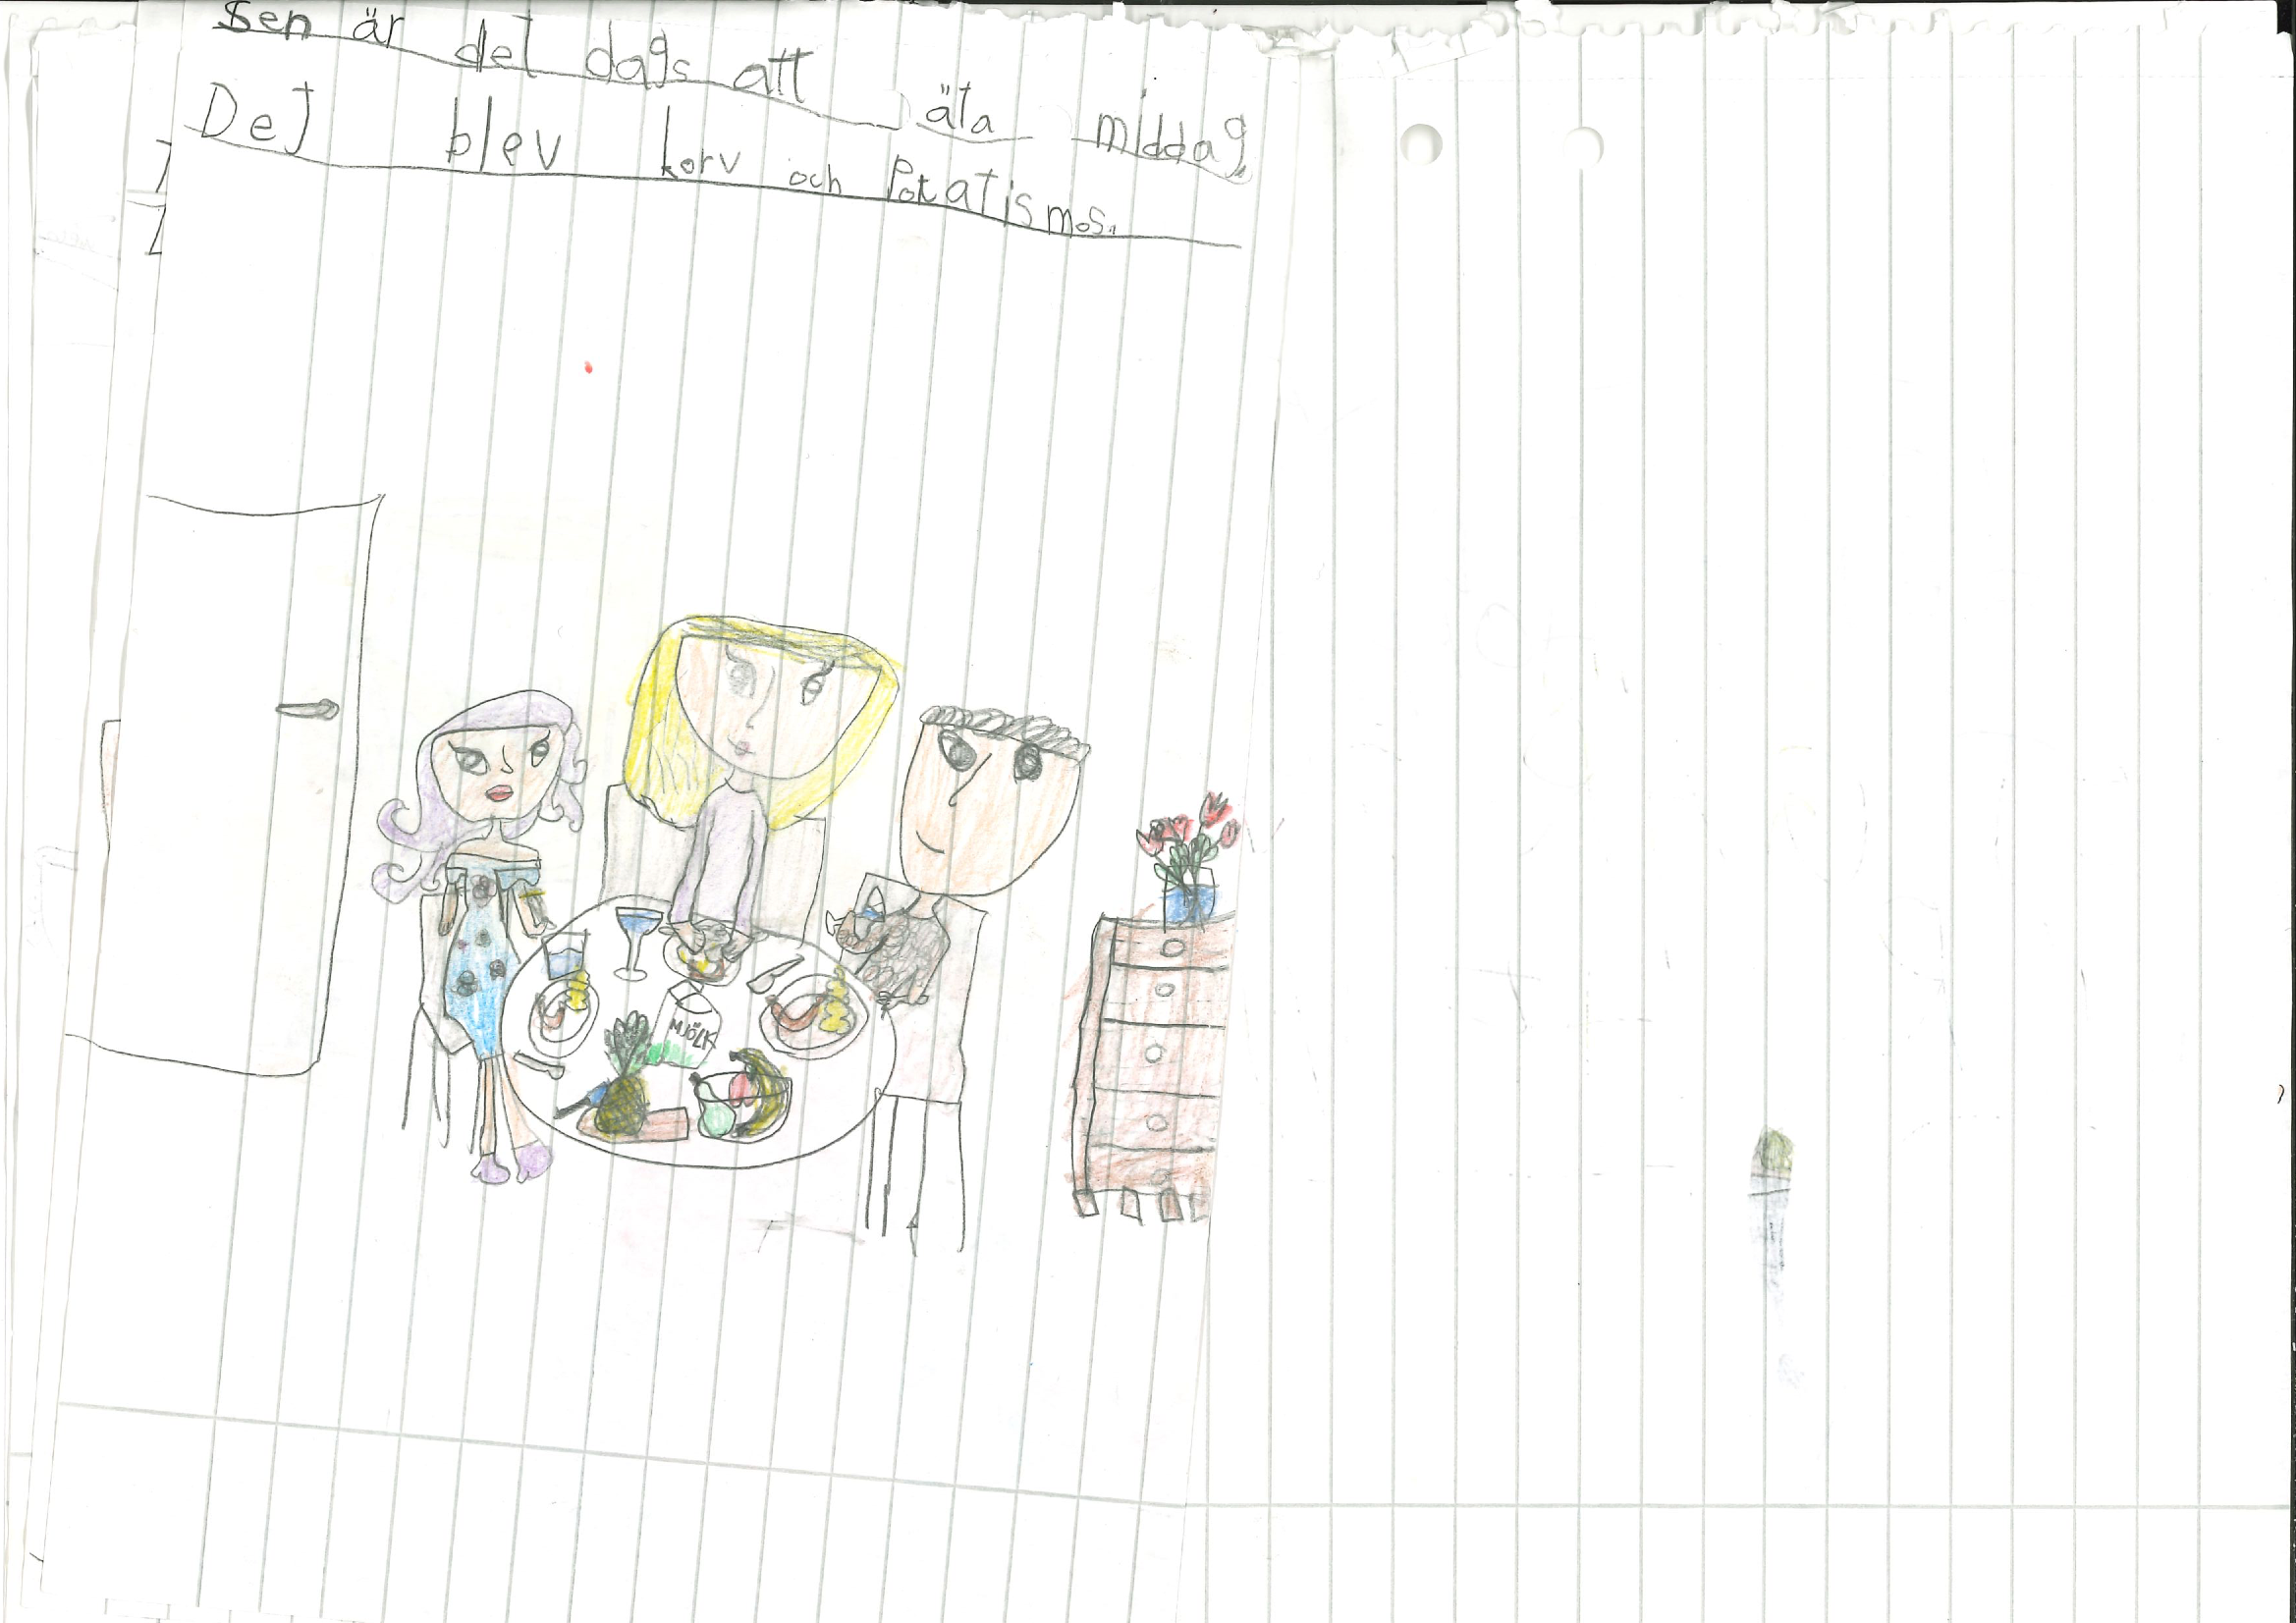 Sen är det dags att äta middag
Det blev korv och Potatismos.
MJÖLK